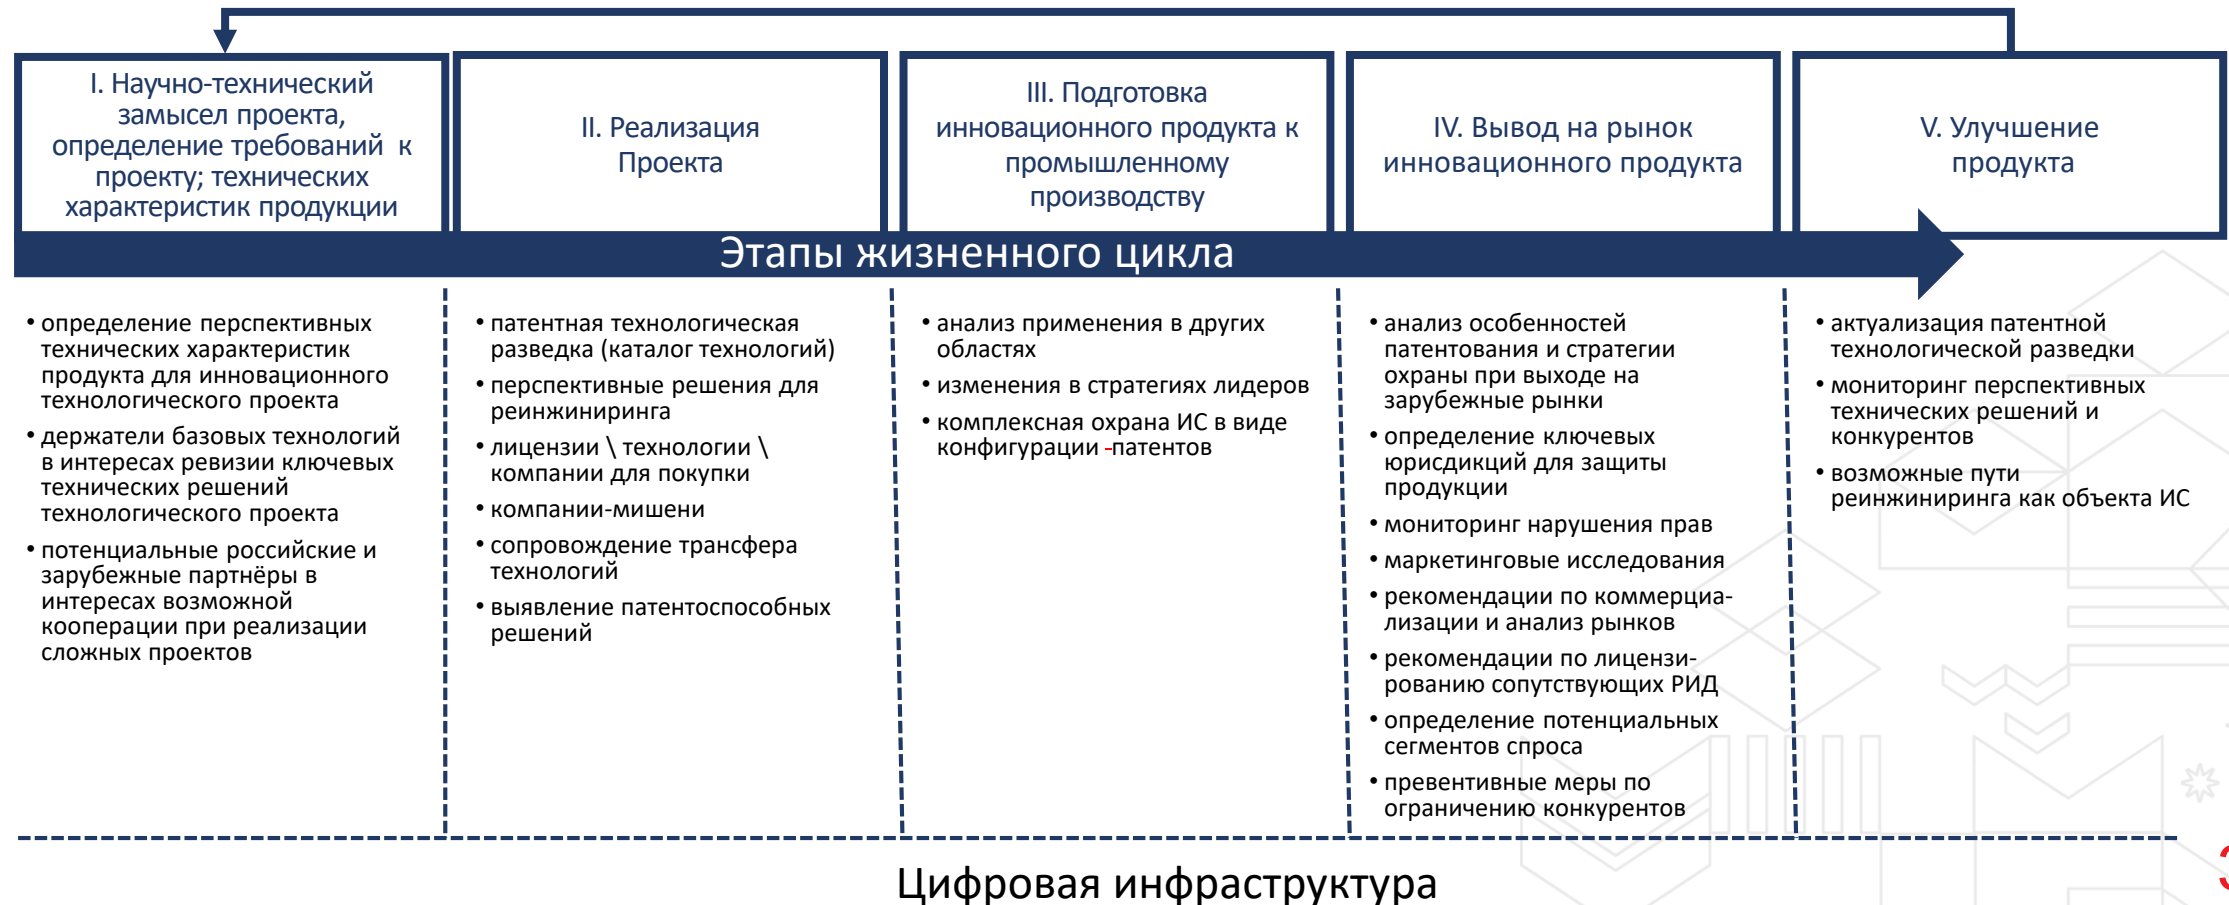 I. Научно-технический
замысел проекта,
определение требований к
проекту; технических
характеристик продукции
II. Реализация
Проекта
III. Подготовка
инновационного продукта к
промышленному
производству
IV. Вывод на рынок
инновационного продукта
V. Улучшение
продукта
Этапы жизненного цикла
• определение перспективных
технических характеристик
продукта для инновационного
технологического проекта
• держатели базовых технологий
в интересах ревизии ключевых
технических решений
технологического проекта
• потенциальные российские и
зарубежные партнёры в
интересах возможной
кооперации при реализации
сложных проектов
• патентная технологическая
разведка (каталог технологий)
• перспективные решения для
реинжиниринга
• лицензии \ технологии \
компании для покупки
• компании-мишени
• сопровождение трансфера
технологий
• выявление патентоспособных
решений
• анализ применения в других
областях
• изменения в стратегиях лидеров
• комплексная охрана ИС в виде
конфигурации -патентов
• анализ особенностей
патентования и стратегии
охраны при выходе на
зарубежные рынки
• определение ключевых
юрисдикций для защиты
продукции
• мониторинг нарушения прав
• маркетинговые исследования
• рекомендации по коммерциа-
лизации и анализ рынков
• рекомендации по лицензи-
рованию сопутствующих РИД
• определение потенциальных
сегментов спроса
• превентивные меры по
ограничению конкурентов
• актуализация патентной
технологической разведки
• мониторинг перспективных
технических решений и
конкурентов
• возможные пути
реинжиниринга как объекта ИС
Цифровая инфраструктура